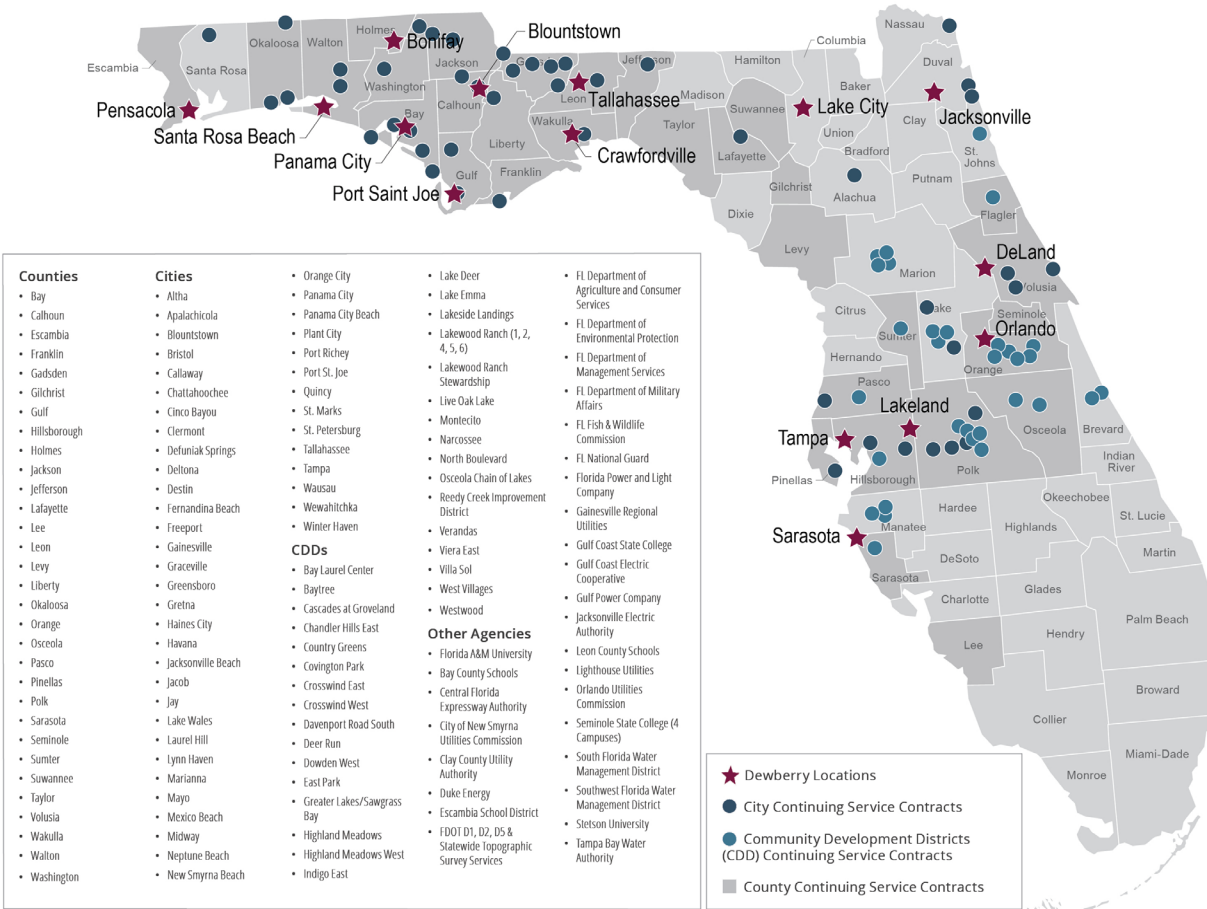 Nassau
Holmes
Okaloosa
Walton
Blountstown
Bonifay
Columbia
Jackson
Hamilton
Duval
Escambia
Santa Rosa
Jefferson
Baker
Washington
Madison
Calhoun
Leon
Tallahassee
Suwannee
Lake City
Pensacola
Bay
Jacksonville
Santa Rosa Beach
Wakulla
Taylor
Union
Clay
Liberty
Crawfordville
Lafayette
Bradford
St.
Johns
Panama City
Franklin
Gulf
Putnam
Port Saint Joe
Gilchrist
Alachua
Dixie
Flagler
Levy
DeLand
Marion
Volusia
Citrus
Lake
Seminole
Sumter
Orlando
Hernando
Orange
Pasco
Lakeland
Tampa
Osceola
Brevard
Indian
River
Polk
Pinellas
Hillsborough
Okeechobee
Hardee
St. Lucie
Manatee
Highlands
Sarasota
Martin
DeSoto
Sarasota
Glades
Charlotte
Palm Beach
Hendry
Lee
Broward
Collier
Miami-Dade
Monroe
Counties
• Bay
• Calhoun
• Escambia
• Franklin
• Gadsden
• Gilchrist
• Gulf
• Hillsborough
• Holmes
• Jackson
• Jefferson
• Lafayette
• Lee
• Leon
• Levy
• Liberty
• Okaloosa
• Orange
• Osceola
• Pasco
• Pinellas
• Polk
• Sarasota
• Seminole
• Sumter
• Suwannee
• Taylor
• Volusia
• Wakulla
• Walton
• Washington
Cities
• Altha
• Apalachicola
• Blountstown
• Bristol
• Callaway
• Chattahoochee
• Cinco Bayou
• Clermont
• Defuniak Springs
• Deltona
• Destin
• Fernandina Beach
• Freeport
• Gainesville
• Graceville
• Greensboro
• Gretna
• Haines City
• Havana
• Jacksonville Beach
• Jacob
• Jay
• Lake Wales
• Laurel Hill
• Lynn Haven
• Marianna
• Mayo
• Mexico Beach
• Midway
• Neptune Beach
• New Smyrna Beach
• Orange City
• Panama City
• Panama City Beach
• Plant City
• Port Richey
• Port St. Joe
• Quincy
• St. Marks
• St. Petersburg
• Tallahassee
• Tampa
• Wausau
• Wewahitchka
• Winter Haven
CDDs
• Bay Laurel Center
• Baytree
• Cascades at Groveland
• Chandler Hills East
• Country Greens
• Covington Park
• Crosswind East
• Crosswind West
• Davenport Road South
• Deer Run
• Dowden West
• East Park
• Greater Lakes/Sawgrass
Bay
• Highland Meadows
• Highland Meadows West
• Indigo East
• Lake Deer
• Lake Emma
• Lakeside Landings
• Lakewood Ranch (1, 2,
4, 5, 6)
• Lakewood Ranch
Stewardship
• Live Oak Lake
• Montecito
• Narcossee
• North Boulevard
• Osceola Chain of Lakes
• Reedy Creek Improvement
District
• Verandas
• Viera East
• Villa Sol
• West Villages
• Westwood
Other Agencies
• Florida A&M University
• Bay County Schools
• Central Florida
Expressway Authority
• City of New Smyrna
Utilities Commission
• Clay County Utility
Authority
• Duke Energy
• Escambia School District
• FDOT D1, D2, D5 &
Statewide Topographic
Survey Services
• FL Department of
Agriculture and Consumer
Services
• FL Department of
Environmental Protection
• FL Department of
Management Services
• FL Department of Military
Affairs
• FL Fish & Wildlife
Commission
• FL National Guard
• Florida Power and Light
Company
• Gainesville Regional
Utilities
• Gulf Coast State College
• Gulf Coast Electric
Cooperative
• Gulf Power Company
• Jacksonville Electric
Authority
• Leon County Schools
• Lighthouse Utilities
• Orlando Utilities
Commission
• Seminole State College (4
Campuses)
• South Florida Water
Management District
• Southwest Florida Water
Management District
• Stetson University
• Tampa Bay Water
Authority
Dewberry Locations
City Continuing Service Contracts
Community Development Districts
(CDD) Continuing Service Contracts
County Continuing Service Contracts